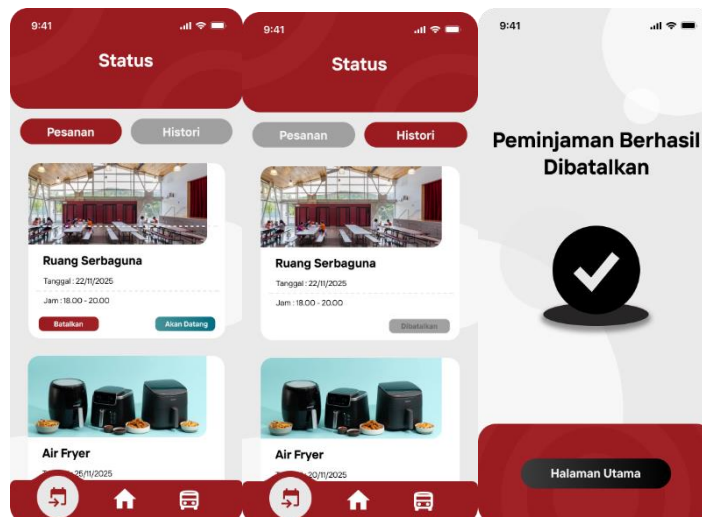 9:41
Status
Pesanan
Histori
Ruang Serbaguna
Tanggal : 22/11/2025
Jam : 18.00 - 20.00
Batalkan
Akan Datang
Air Fryer
25/11/2025
9:41
Status
Pesanan
Histori
Ruang Serbaguna
Tanggal : 22/11/2025
Jam : 18.00 - 20.00
Dibatalkan
Air Fryer
20/11/2025
9:41
Peminjaman Berhasil
Dibatalkan
Halaman Utama